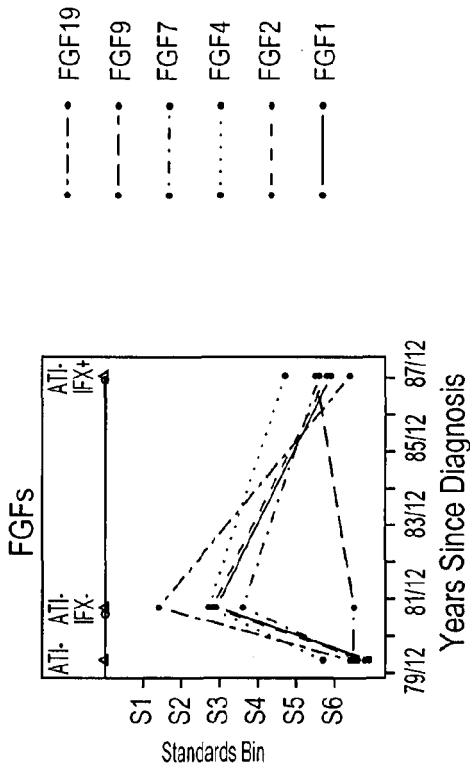 FGFs
ATI-
ATI-
IFX-
ATI-
IFX+
S1
S2
S3
S4
S5
S6
Standards Bin
79/12
81/12
83/12
85/12
87/12
Years Since Diagnosis
FGF19
FGF9
FGF7
FGF4
FGF2
FGF1